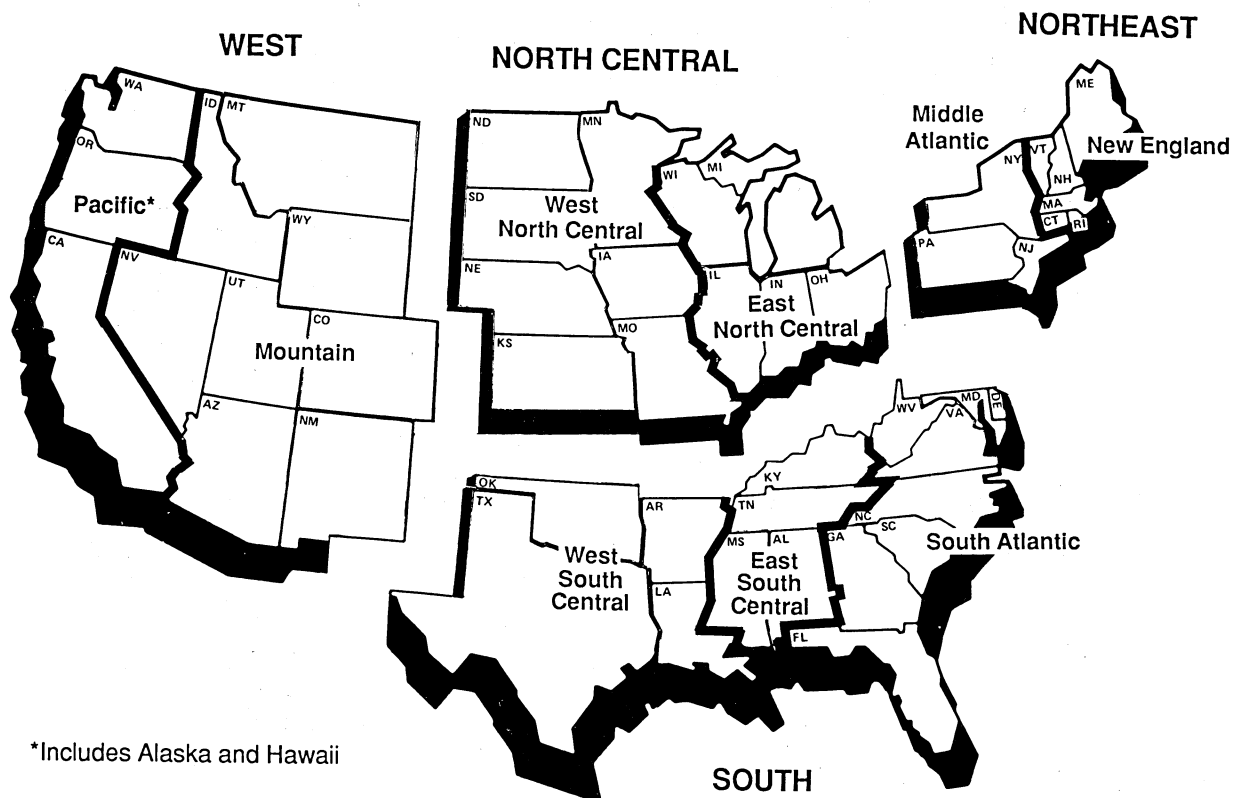 WEST
NORTH CENTRAL
NORTHEAST
WA
OR
Pacific*
CA
ID
MT
WY
NV
UT
CO
Mountain
AZ
NM
ND
MN
SD
West
North Central
NE
IA
KS
MO
WI
MI
IL
IN
OH
East
North Central
Middle
Atlantic
ME
New England
NY
VT
NH
MA
CT
RI
PA
NJ
OK
TX
AR
West
South
Central
LA
KY
TN
MS
AL
East
South
Central
WV
MD
DE
VA
NC
SC
GA
South Atlantic
FL
*Includes Alaska and Hawaii
SOUTH